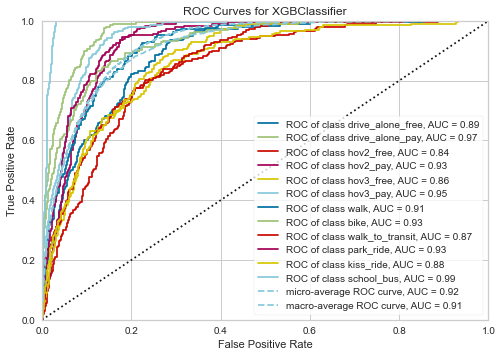 ROC Curves for XGBClassifier
True Positive Rate
1.0
0.8
0.6
0.4
0.2
0.0
ROC of class drive_alone_free, AUC = 0.89
ROC of class drive_alone_pay, AUC = 0.97
ROC of class hov2_free, AUC = 0.84
ROC of class hov2_pay, AUC = 0.93
ROC of class hov3_free, AUC = 0.86
ROC of class hov3_pay, AUC = 0.95
ROC of class walk, AUC = 0.91
ROC of class bike, AUC = 0.93
ROC of class walk_to_transit, AUC = 0.87
ROC of class park_ride, AUC = 0.93
ROC of class kiss_ride, AUC = 0.88
ROC of class school_bus, AUC = 0.99
micro-average ROC curve, AUC = 0.92
macro-average ROC curve, AUC = 0.91
0.0 0.2 0.4 0.6 0.8 1.0
False Positive Rate